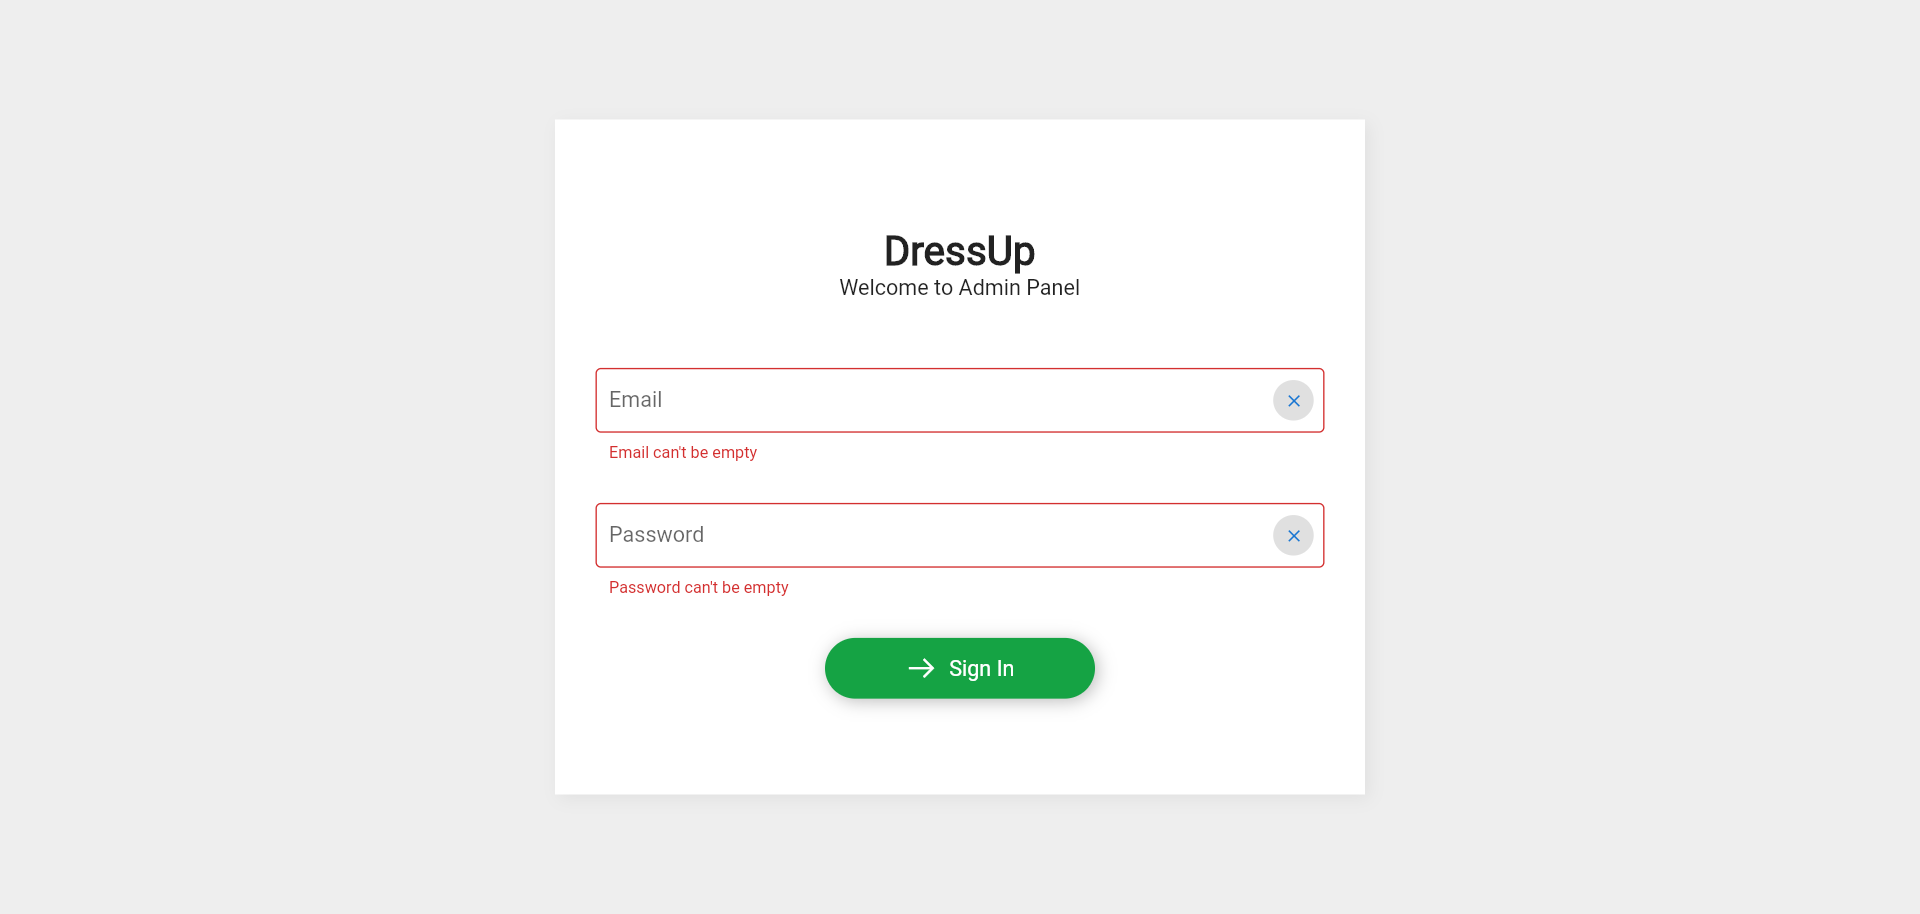 DressUp
Welcome to Admin Panel
Email
Email can't be empty
Password
Password can't be empty
Sign In